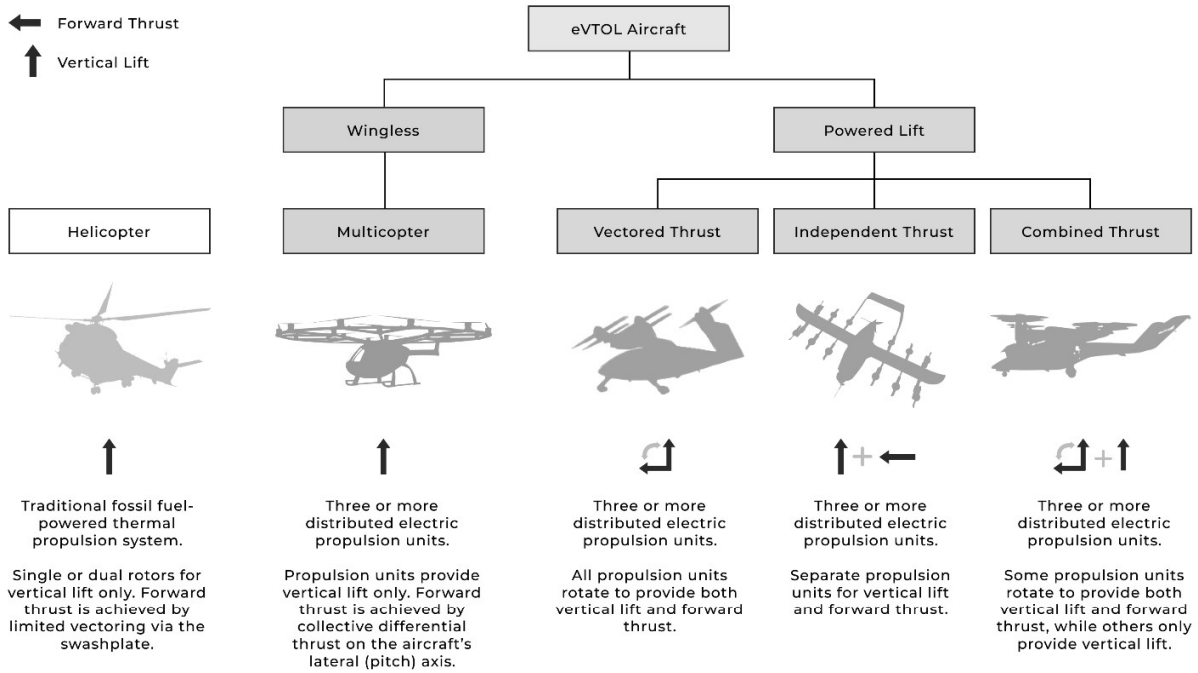 Forward Thrust
Vertical Lift
eVTOL Aircraft
Wingless
Powered Lift
Helicopter
Multicopter
Vectored Thrust
Independent Thrust
Combined Thrust
Traditional fossil fuel-
powered thermal
propulsion system.
Single or dual rotors for
vertical lift only. Forward
thrust is achieved by
limited vectoring via the
swashplate.
Three or more
distributed electric
propulsion units.
Propulsion units provide
vertical lift only. Forward
thrust is achieved by
collective differential
thrust on the aircraft's
lateral (pitch) axis.
Three or more
distributed electric
propulsion units.
All propulsion units
rotate to provide both
vertical lift and forward
thrust.
Three or more
distributed electric
propulsion units.
Separate propulsion
units for vertical lift
and forward thrust.
Three or more
distributed electric
propulsion units.
Some propulsion units
rotate to provide both
vertical lift and forward
thrust, while others only
provide vertical lift.